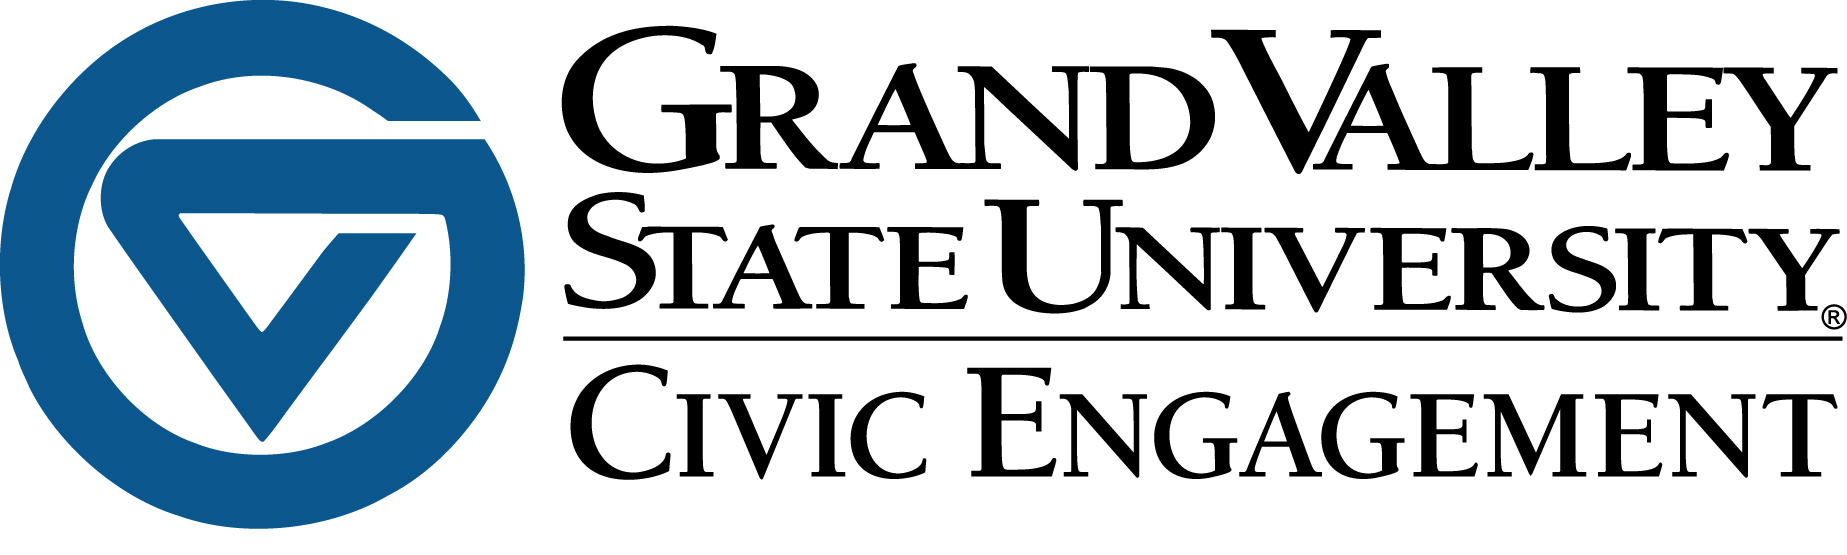 GRAND VALLEY
STATE UNIVERSITY®
CIVIC ENGAGEMENT